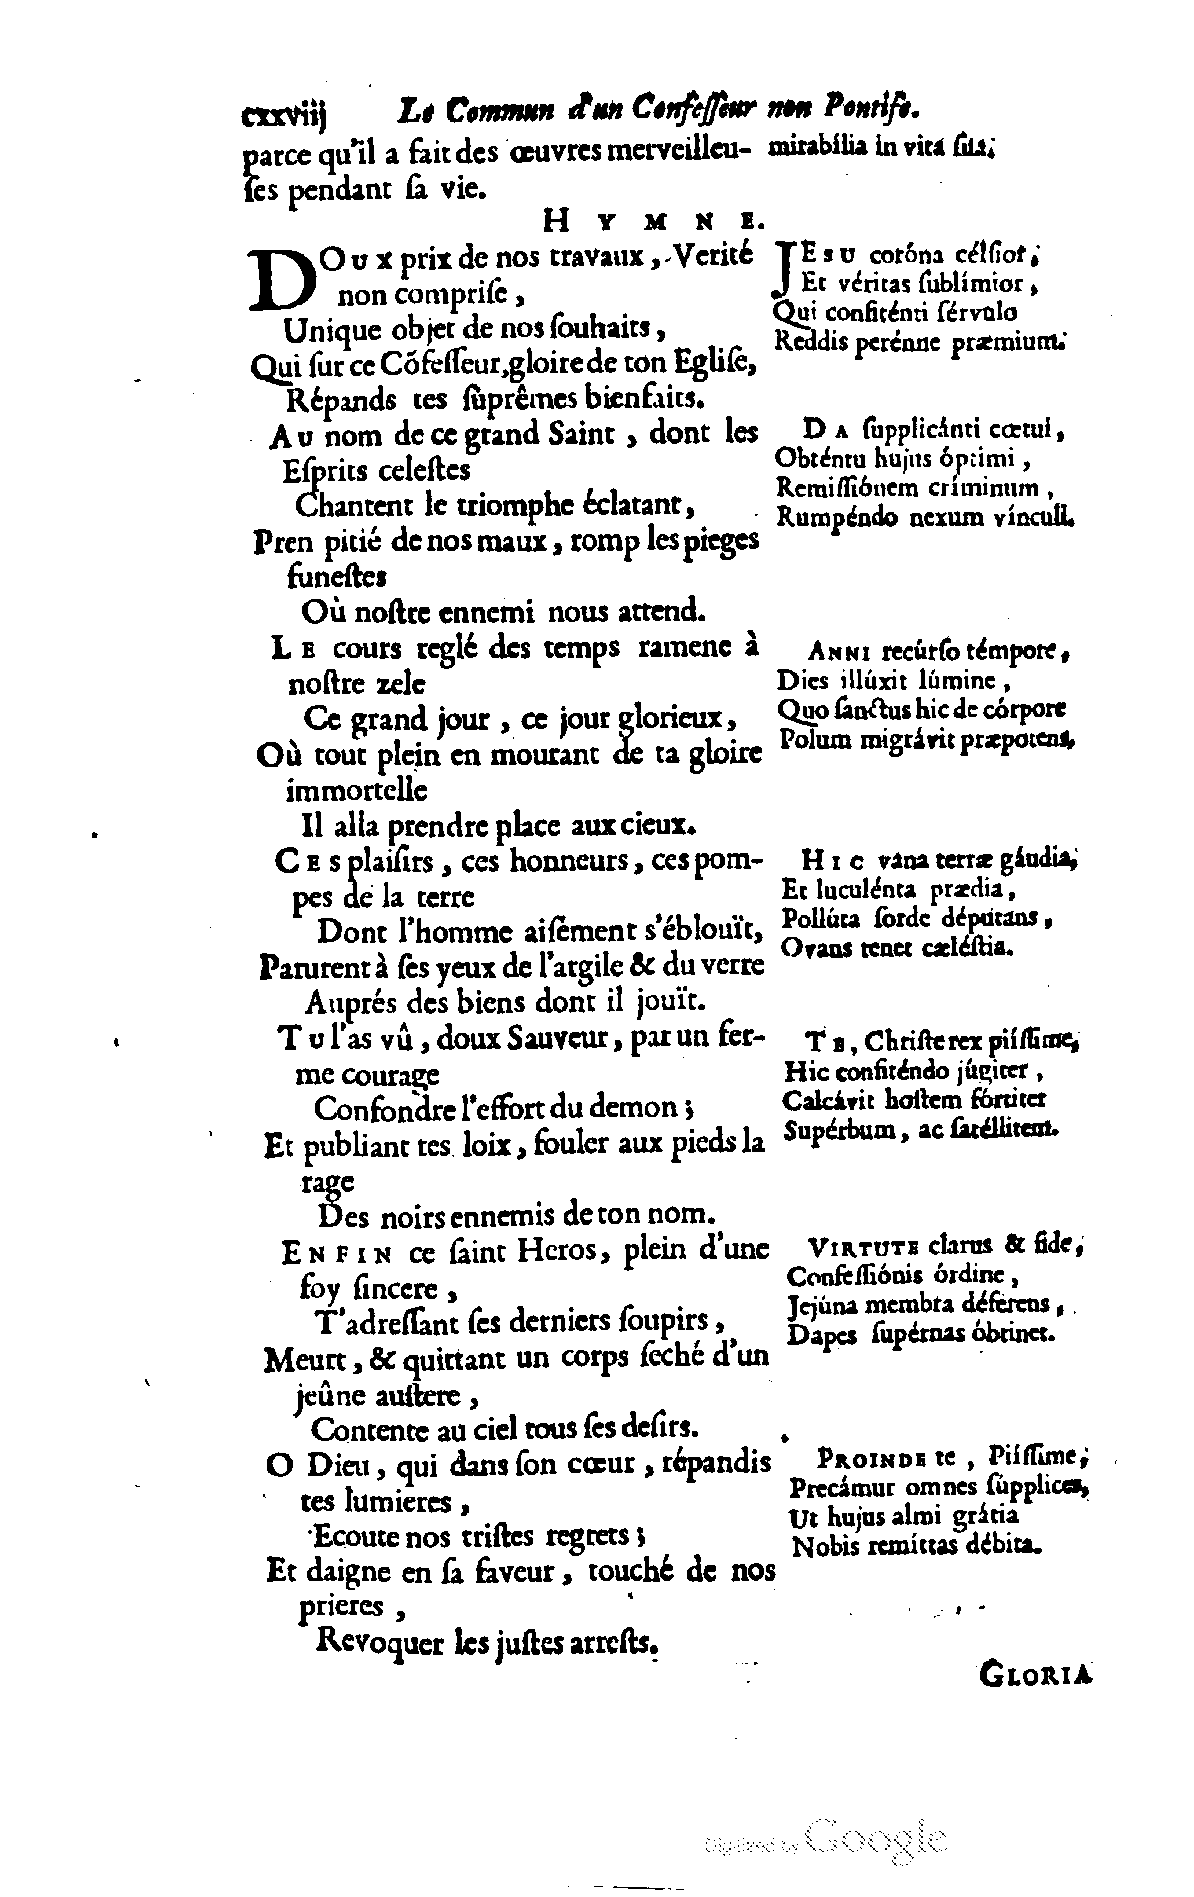 cxxviij Le Commun d'un Confeſſeur non Pontife.
parce qu'il a fait des œuvres merveilleu-
ſes pendant ſa vie.
HYMNE.
DOUX prix de nos travaux, Verité
non compriſe,
Unique objet de nos ſouhaits,
Qui ſur ce Cõfeſſeur, gloire de ton Egliſe,
Répands tes ſuprêmes bienfaits.
AU nom de ce grand Saint, dont les
Eſprits celeſtes
Chantent le triomphe éclatant,
Pren pitié de nos maux, romp les pieges
funeſtes
Où noſtre ennemi nous attend.
LE cours reglé des temps ramene à
noſtre zele
Ce grand jour, ce jour glorieux,
Où tout plein en mourant de ta gloire
immortelle
Il alla prendre place aux cieux.
CES plaiſirs, ces honneurs, ces pom-
pes de la terre
Dont l'homme aiſément s'éblouït,
Parurent à ſes yeux de l'argile & du verre
Auprés des biens dont il jouït.
TU l'as vû, doux Sauveur, par un fer-
me courage
Confondre l'effort du demon;
Et publiant tes loix, fouler aux pieds la
rage
Des noirs ennemis de ton nom.
ENFIN ce ſaint Heros, plein d'une
foy ſincere,
T'adreſſant ſes derniers ſoupirs,
Meurt, & quittant un corps ſeché d'un
jeûne auſtere,
Contente au ciel tous ſes deſirs.
O Dieu, qui dans ſon cœur, répandis
tes lumieres,
Ecoute nos triſtes regrets;
Et daigne en ſa faveur, touché de nos
prieres,
Revoquer les juſtes arreſts.
mirabília in vitâ ſuâ.
JESU coróna célſior,
Et véritas ſublímior,
Qui confiténti ſérvulo
Reddis perénne præmium.
DA ſupplicánti cœtui,
Obténtu hujus óptimi,
Remiſſiónem críminum,
Rumpéndo nexum vínculi.
ANNI recúrſo témpore,
Dies illúxit lúmine,
Quo ſanctus hic de córpore
Polum migrávit præpotens.
HIC vana terræ gáudia,
Et luculénta prædia,
Pollúta ſorde députans,
Ovans tenet cæléſtia.
TE, Chriſte rex piíſſime,
Hic confiténdo júgiter,
Calcávit hoſtem fórtiter
Supérbum, ac ſatéllitem.
VIRTUTE clarus & fide,
Confeſſiónis órdine,
Jejúna membra déferens,
Dapes ſupérnas óbtinet.
PROINDE te, Piíſſime,
Precámur omnes ſúpplices,
Ut hujus almi grátia
Nobis remíttas débita.
GLORIA
Digitized by Google